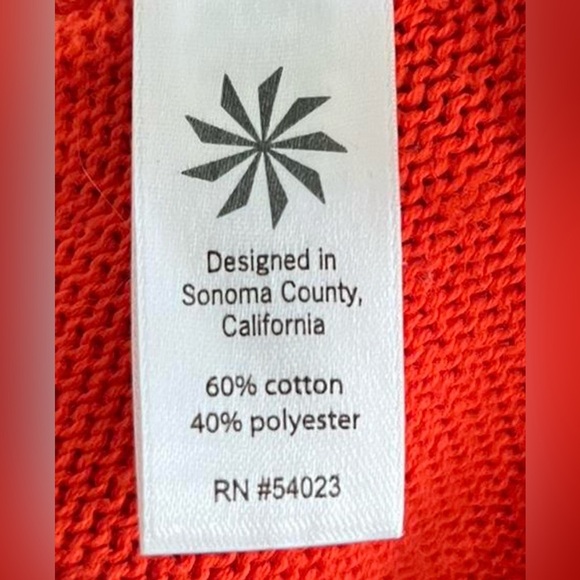 Designed in
Sonoma County,
California
60% cotton
40% polyester
RN #54023